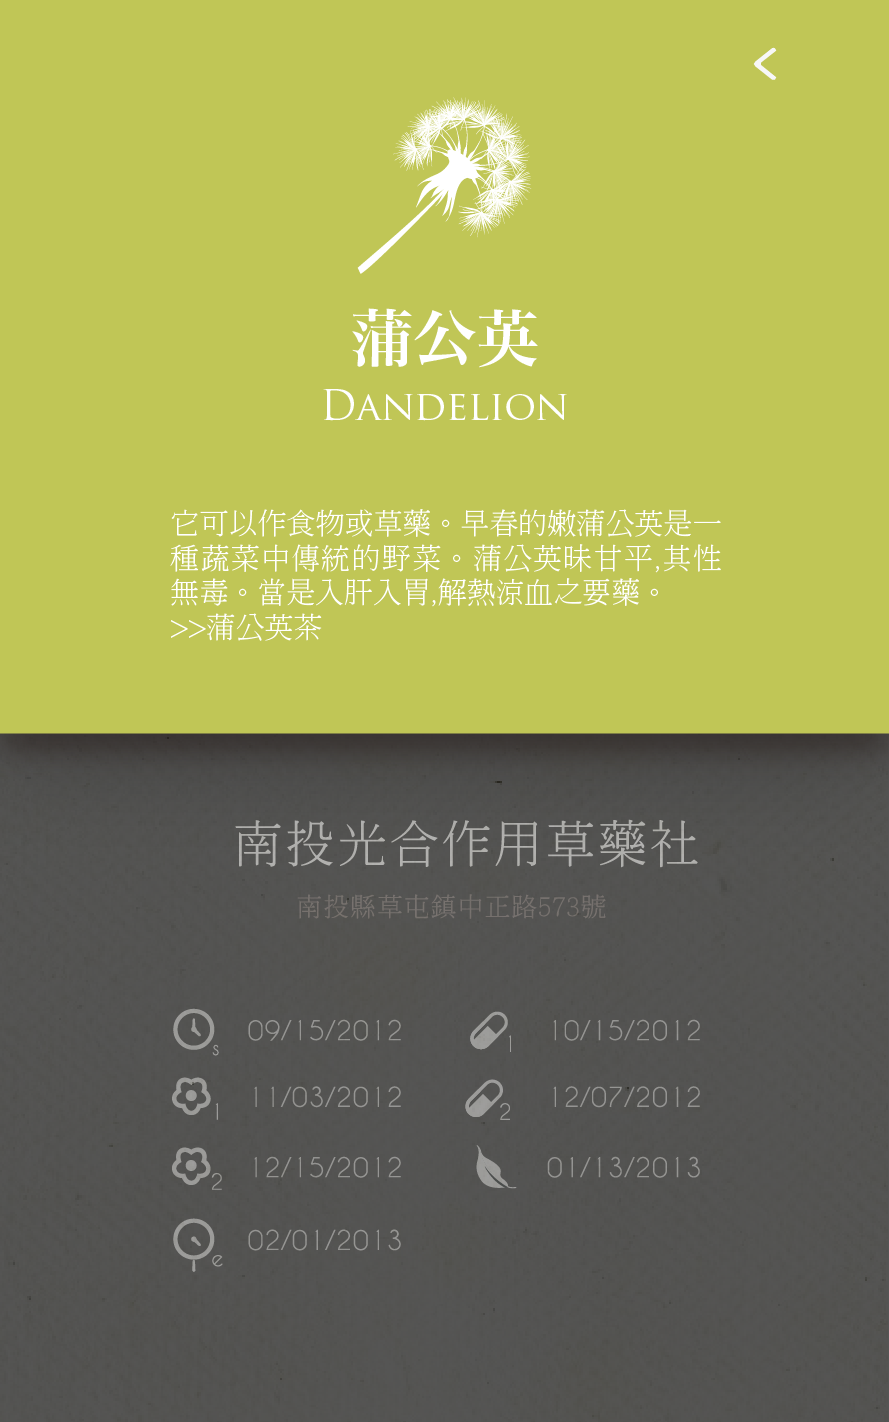 蒲公英
DANDELION
它可以作食物或草藥。早春的嫩蒲公英是一
種蔬菜中傳統的野菜。蒲公英昧甘平,其性
無毒。當是入肝入胃,解熱涼血之要藥。
>>蒲公英茶
南投光合作用草藥社
南投縣草屯鎮中正路573號
s 09/15/2012 1 10/15/2012
1 11/03/2012 2 12/07/2012
2 12/15/2012 01/13/2013
e 02/01/2013